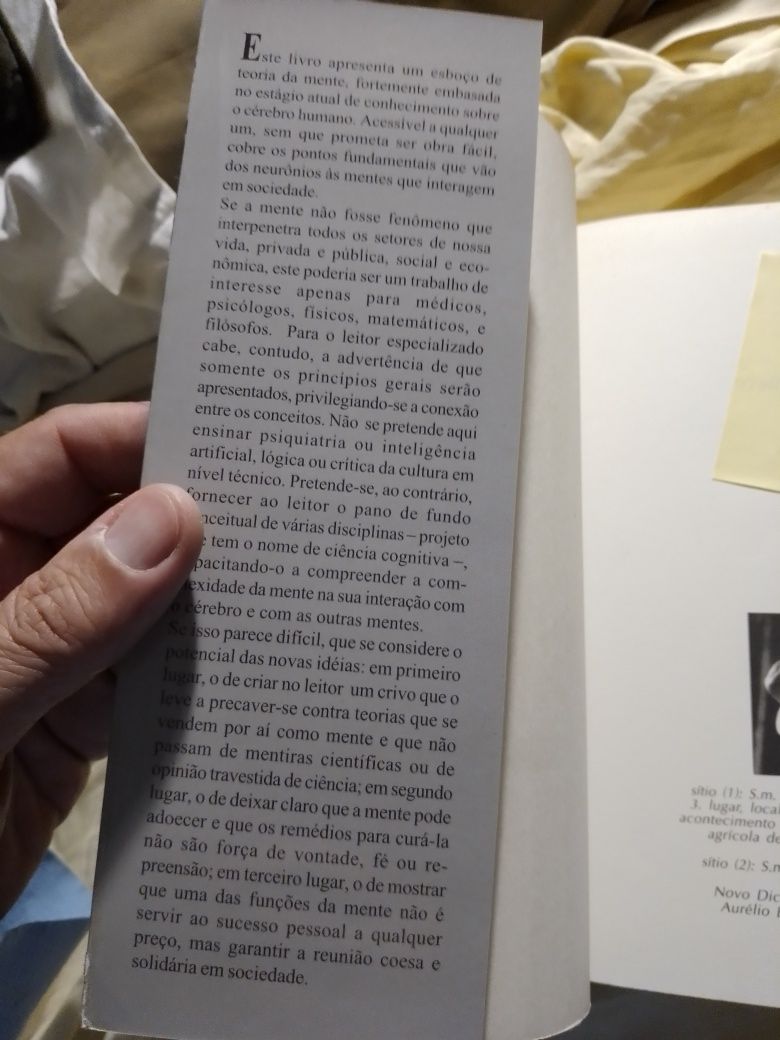 Este livro apresenta um esboço de
teoria da mente, fortemente embasada
no estágio atual de conhecimento sobre
o cérebro humano. Acessível a qualquer
um, sem que prometa ser obra fácil,
cobre os pontos fundamentais que vão
dos neurônios às mentes que interagem
em sociedade.
Se a mente não fosse fenômeno que
interpenetra todos os setores de nossa
vida, privada e pública, social e eco-
nômica, este poderia ser um trabalho de
interesse apenas para médicos,
psicólogos, físicos, matemáticos, e
filósofos. Para o leitor especializado
cabe, contudo, a advertência de que
somente os princípios gerais serão
apresentados, privilegiando-se a conexão
entre os conceitos. Não se pretende aqui
ensinar psiquiatria ou inteligência
artificial, lógica ou crítica da cultura em
nível técnico. Pretende-se, ao contrário,
fornecer ao leitor o pano de fundo
nceitual de várias disciplinas – projeto
e tem o nome de ciência cognitiva –,
pacitando-o a compreender a com-
exidade da mente na sua interação com
o cérebro e com as outras mentes.
Se isso parece difícil, que se considere o
potencial das novas idéias: em primeiro
lugar, o de criar no leitor um crivo que o
leve a precaver-se contra teorias que se
vendem por aí como mente e que não
passam de mentiras científicas ou de
opinião travestida de ciência; em segundo
lugar, o de deixar claro que a mente pode
adoecer e que os remédios para curá-la
não são força de vontade, fé ou re-
preensão; em terceiro lugar, o de mostrar
que uma das funções da mente não é
servir ao sucesso pessoal a qualquer
preço, mas garantir a reunião coesa e
solidária em sociedade.
sítio (1): S.m.
3. lugar, loca
acontecimento
agrícola de
sítio (2): S.m
Novo Dic
Aurélio